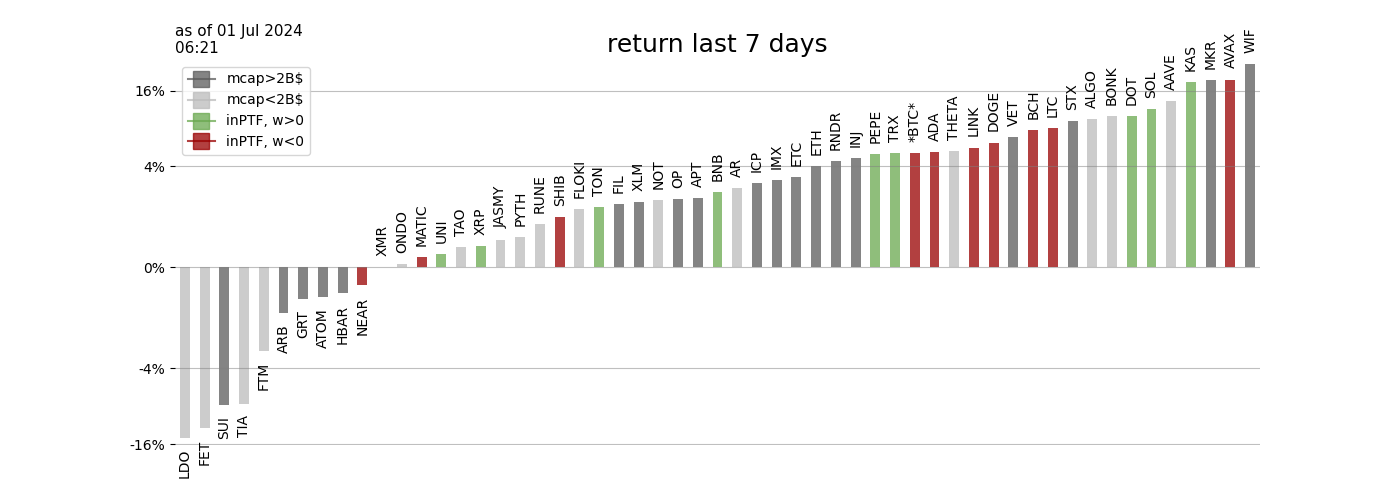 as of 01 Jul 2024
06:21
return last 7 days
mcap>2B$
mcap<2B$
inPTF, w>0
inPTF, w<0
16%
4%
0%
-4%
-16%
LDO
FET
SUI
TIA
FTM
ARB
GRT
ATOM
HBAR
NEAR
XMR
ONDO
MATIC
UNI
TAO
XRP
JASMY
PYTH
RUNE
SHIB
FLOKI
TON
FIL
XLM
NOT
OP
APT
BNB
AR
ICP
IMX
ETC
ETH
RNDR
INJ
PEPE
TRX
*BTC*
ADA
THETA
LINK
DOGE
VET
BCH
LTC
STX
ALGO
BONK
DOT
SOL
AAVE
KAS
MKR
AVAX
WIF